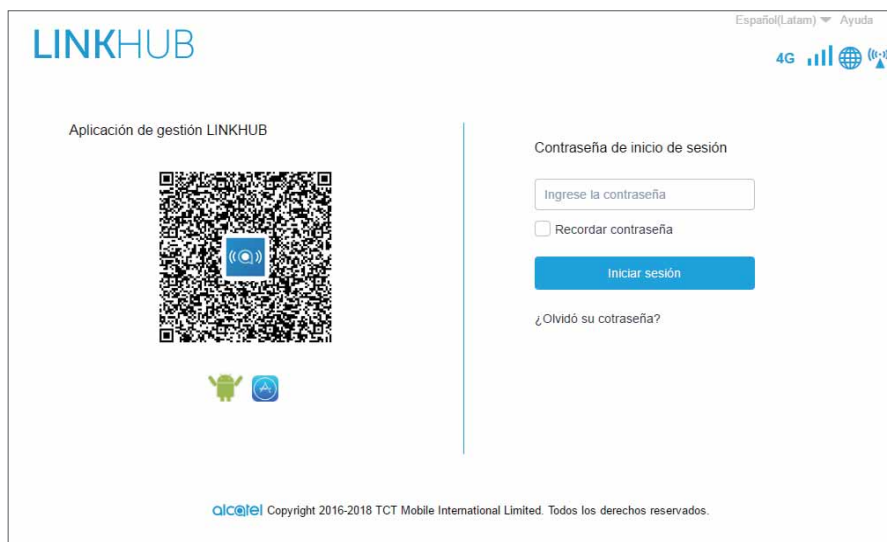 LINKHUB
Español(Latam) Ayuda
4G
Aplicación de gestión LINKHUB
Contraseña de inicio de sesión
Ingrese la contraseña
Recordar contraseña
Iniciar sesión
¿Olvidó su cotraseña?
alcatel Copyright 2016-2018 TCT Mobile International Limited. Todos los derechos reservados.